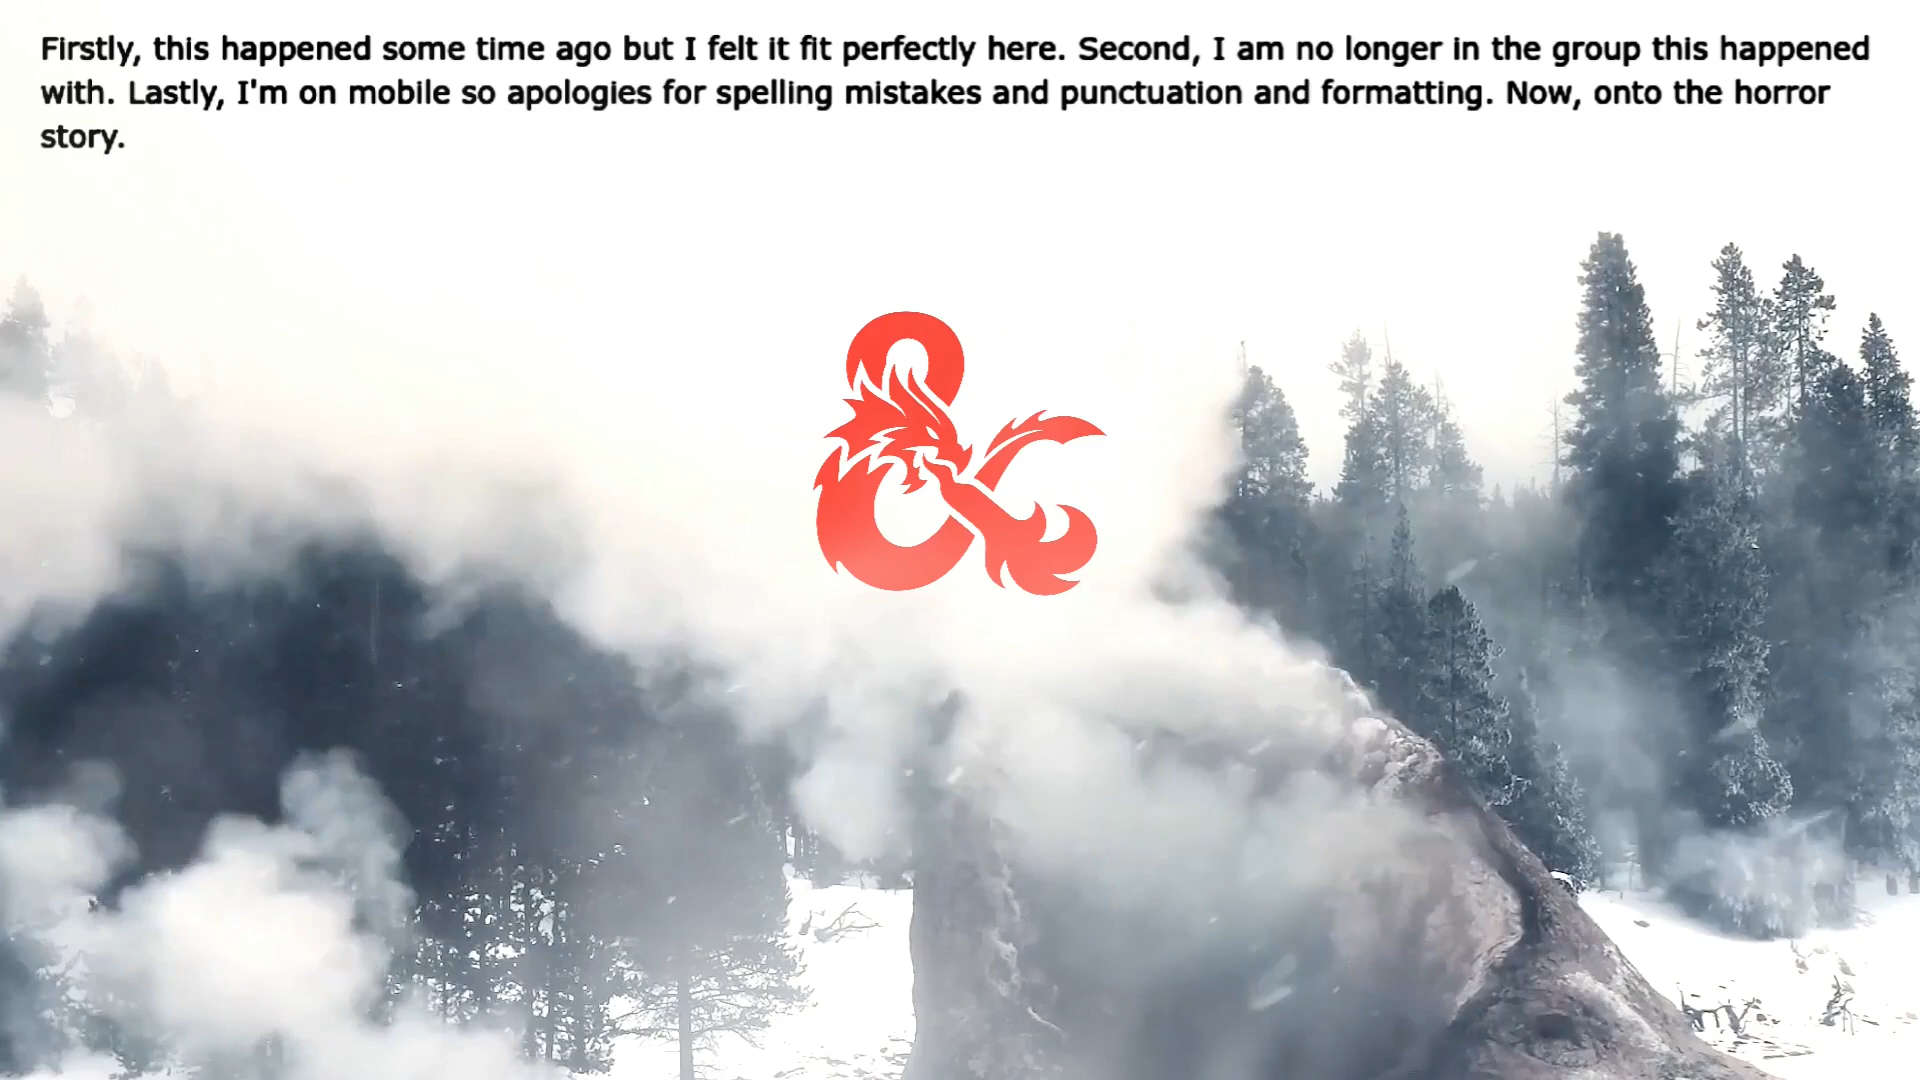 Firstly, this happened some time ago but I felt it fit perfectly here. Second, I am no longer in the group this happened
with. Lastly, I'm on mobile so apologies for spelling mistakes and punctuation and formatting. Now, onto the horror
story.